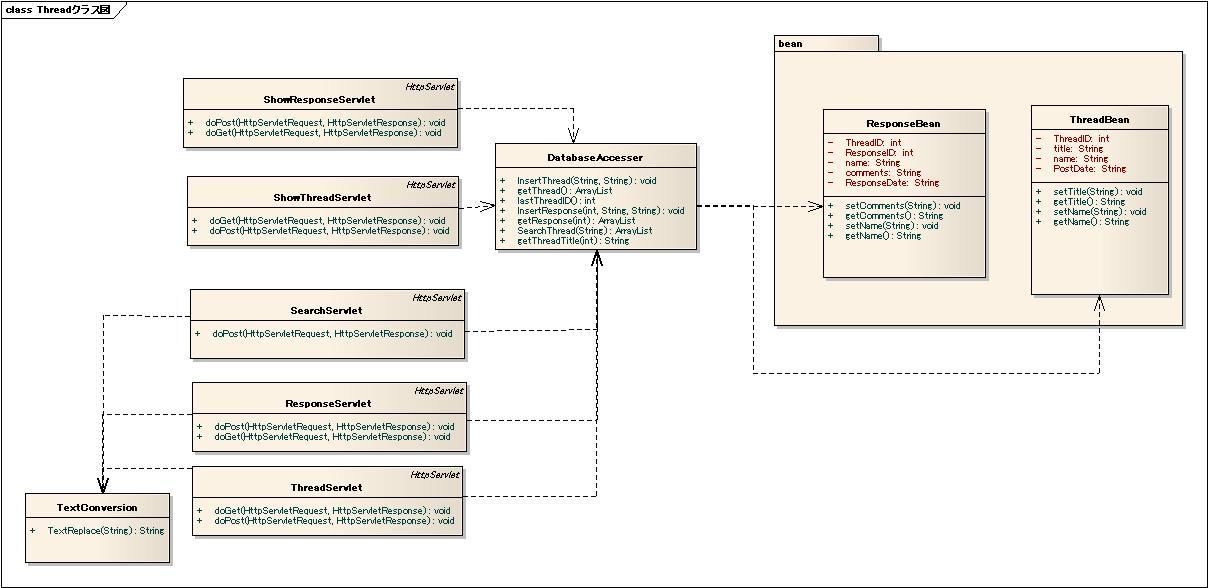 class Threadクラス図
bean
HttpServlet
ShowResponseServlet
+ doPost(HttpServletRequest, HttpServletResponse) : void
+ doGet(HttpServletRequest, HttpServletResponse) : void
HttpServlet
ShowThreadServlet
+ doGet(HttpServletRequest, HttpServletResponse) : void
+ doPost(HttpServletRequest, HttpServletResponse) : void
DatabaseAccesser
+ InsertThread(String, String) : void
+ getThread() : ArrayList
+ lastThreadID() : int
+ InsertResponse(int, String, String) : void
+ getResponse(int) : ArrayList
+ SearchThread(String) : ArrayList
+ getThreadTitle(int) : String
ResponseBean
- ThreadID: int
- ResponseID: int
- name: String
- comments: String
- ResponseDate: String
+ setComments(String) : void
+ getComments() : String
+ setName(String) : void
+ getName() : String
ThreadBean
- ThreadID: int
- title: String
- name: String
- PostDate: String
+ setTitle(String) : void
+ getTitle() : String
+ setName(String) : void
+ getName() : String
HttpServlet
SearchServlet
+ doPost(HttpServletRequest, HttpServletResponse) : void
HttpServlet
ResponseServlet
+ doPost(HttpServletRequest, HttpServletResponse) : void
+ doGet(HttpServletRequest, HttpServletResponse) : void
HttpServlet
ThreadServlet
+ doGet(HttpServletRequest, HttpServletResponse) : void
+ doPost(HttpServletRequest, HttpServletResponse) : void
TextConversion
+ TextReplace(String) : String